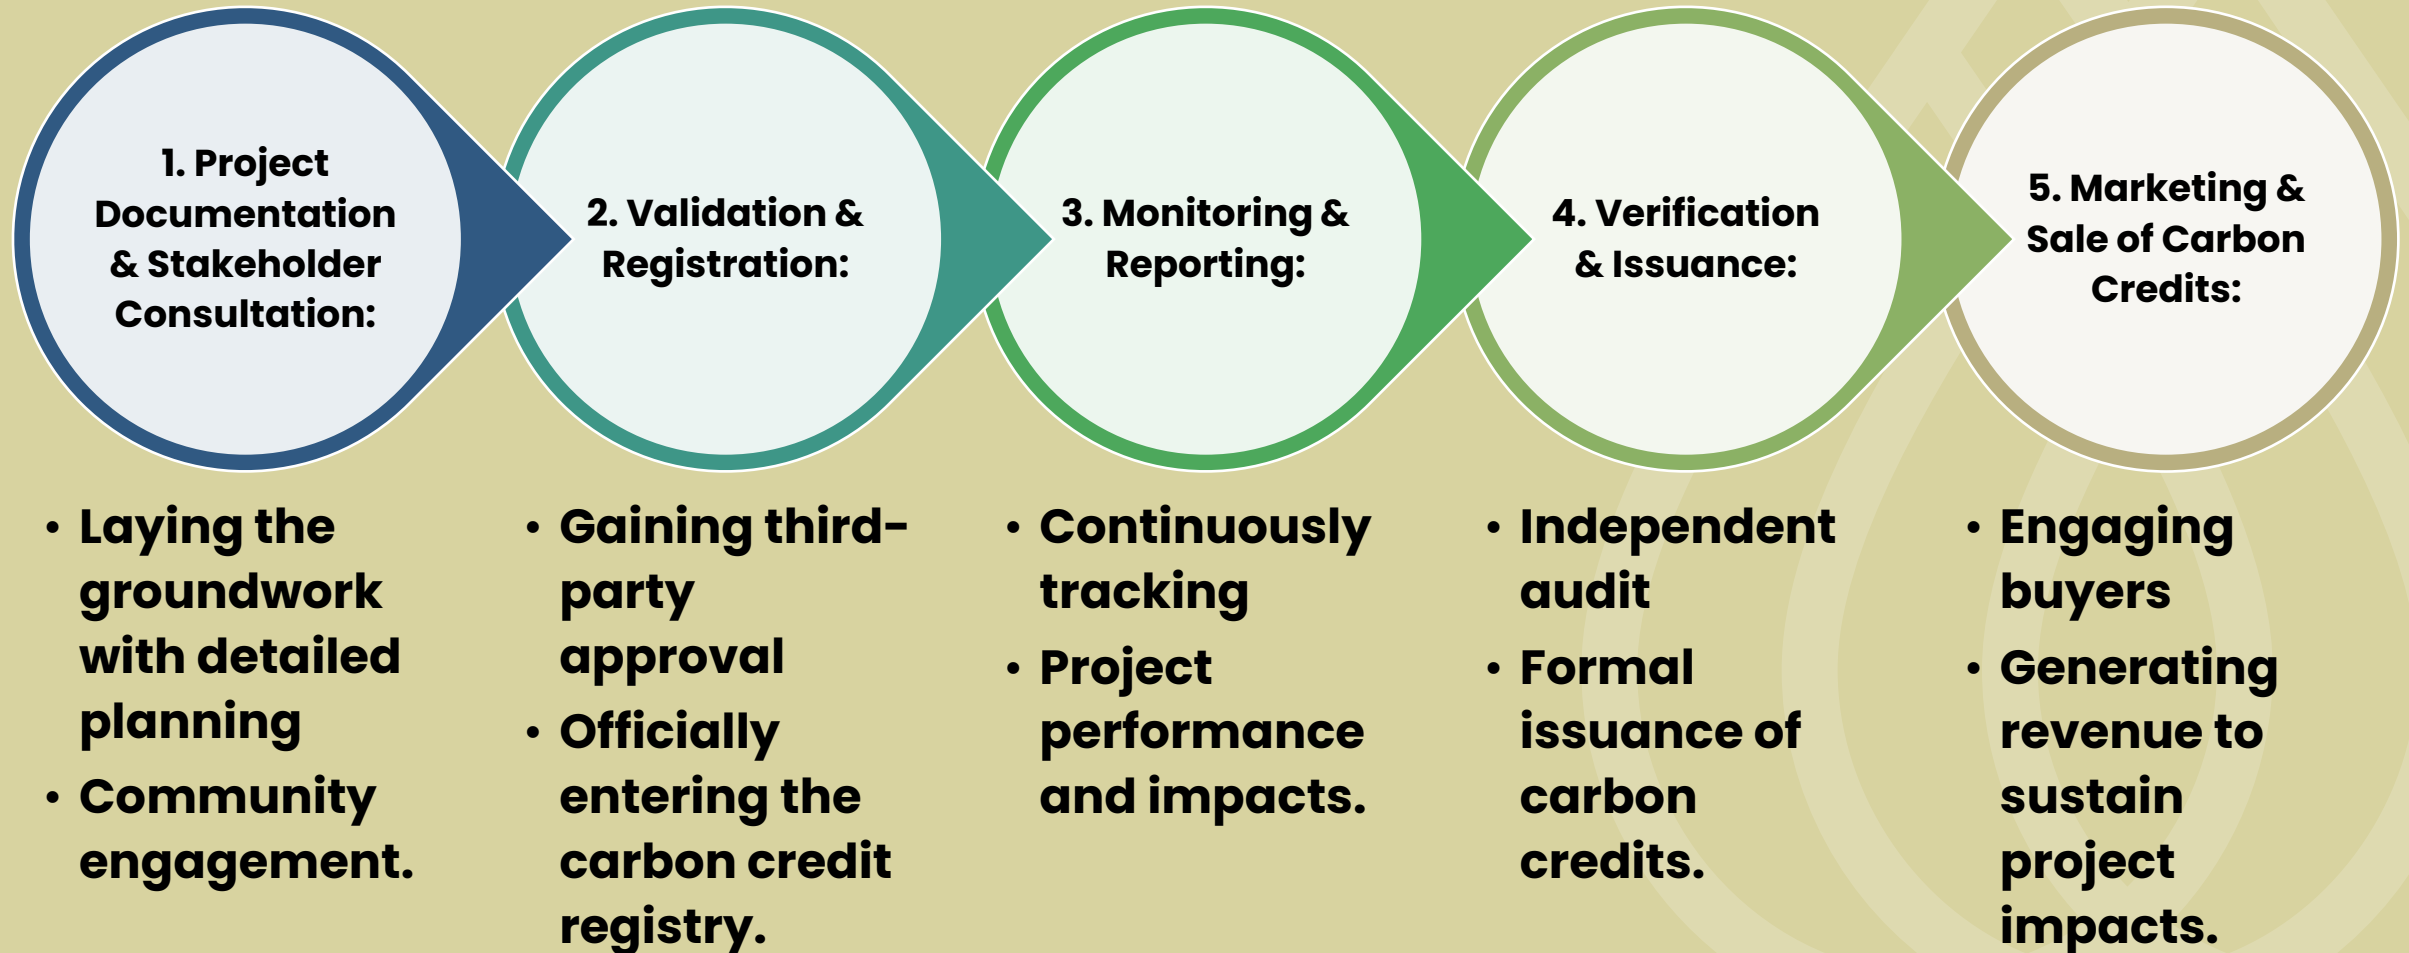 1. Project
Documentation
& Stakeholder
Consultation:
2. Validation &
Registration:
3. Monitoring &
Reporting:
4. Verification
& Issuance:
5. Marketing &
Sale of Carbon
Credits:
• Laying the
groundwork
with detailed
planning
• Community
engagement.
• Gaining third-
party
approval
• Officially
entering the
carbon credit
registry.
• Continuously
tracking
• Project
performance
and impacts.
• Independent
audit
• Formal
issuance of
carbon
credits.
• Engaging
buyers
• Generating
revenue to
sustain
project
impacts.